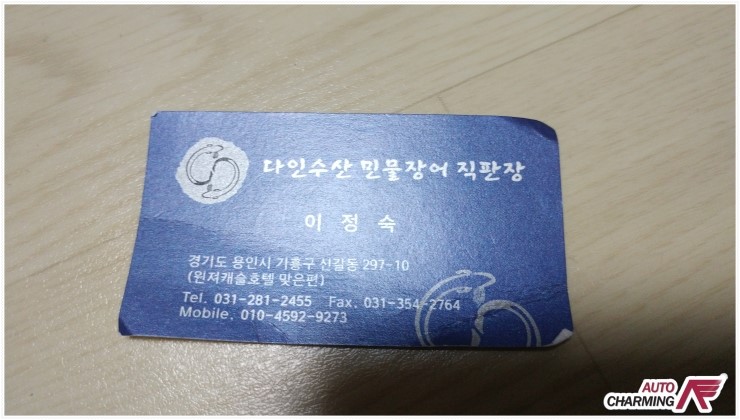 다인수산 민물장어 직판장
이 정 숙
경기도 용인시 기흥구 신갈동 297-10
(윈져캐슬호텔 맞은편)
Tel. 031-281-2455 Fax. 031-354-2764
Mobile. 010-4592-9273
AUTO
CHARMING